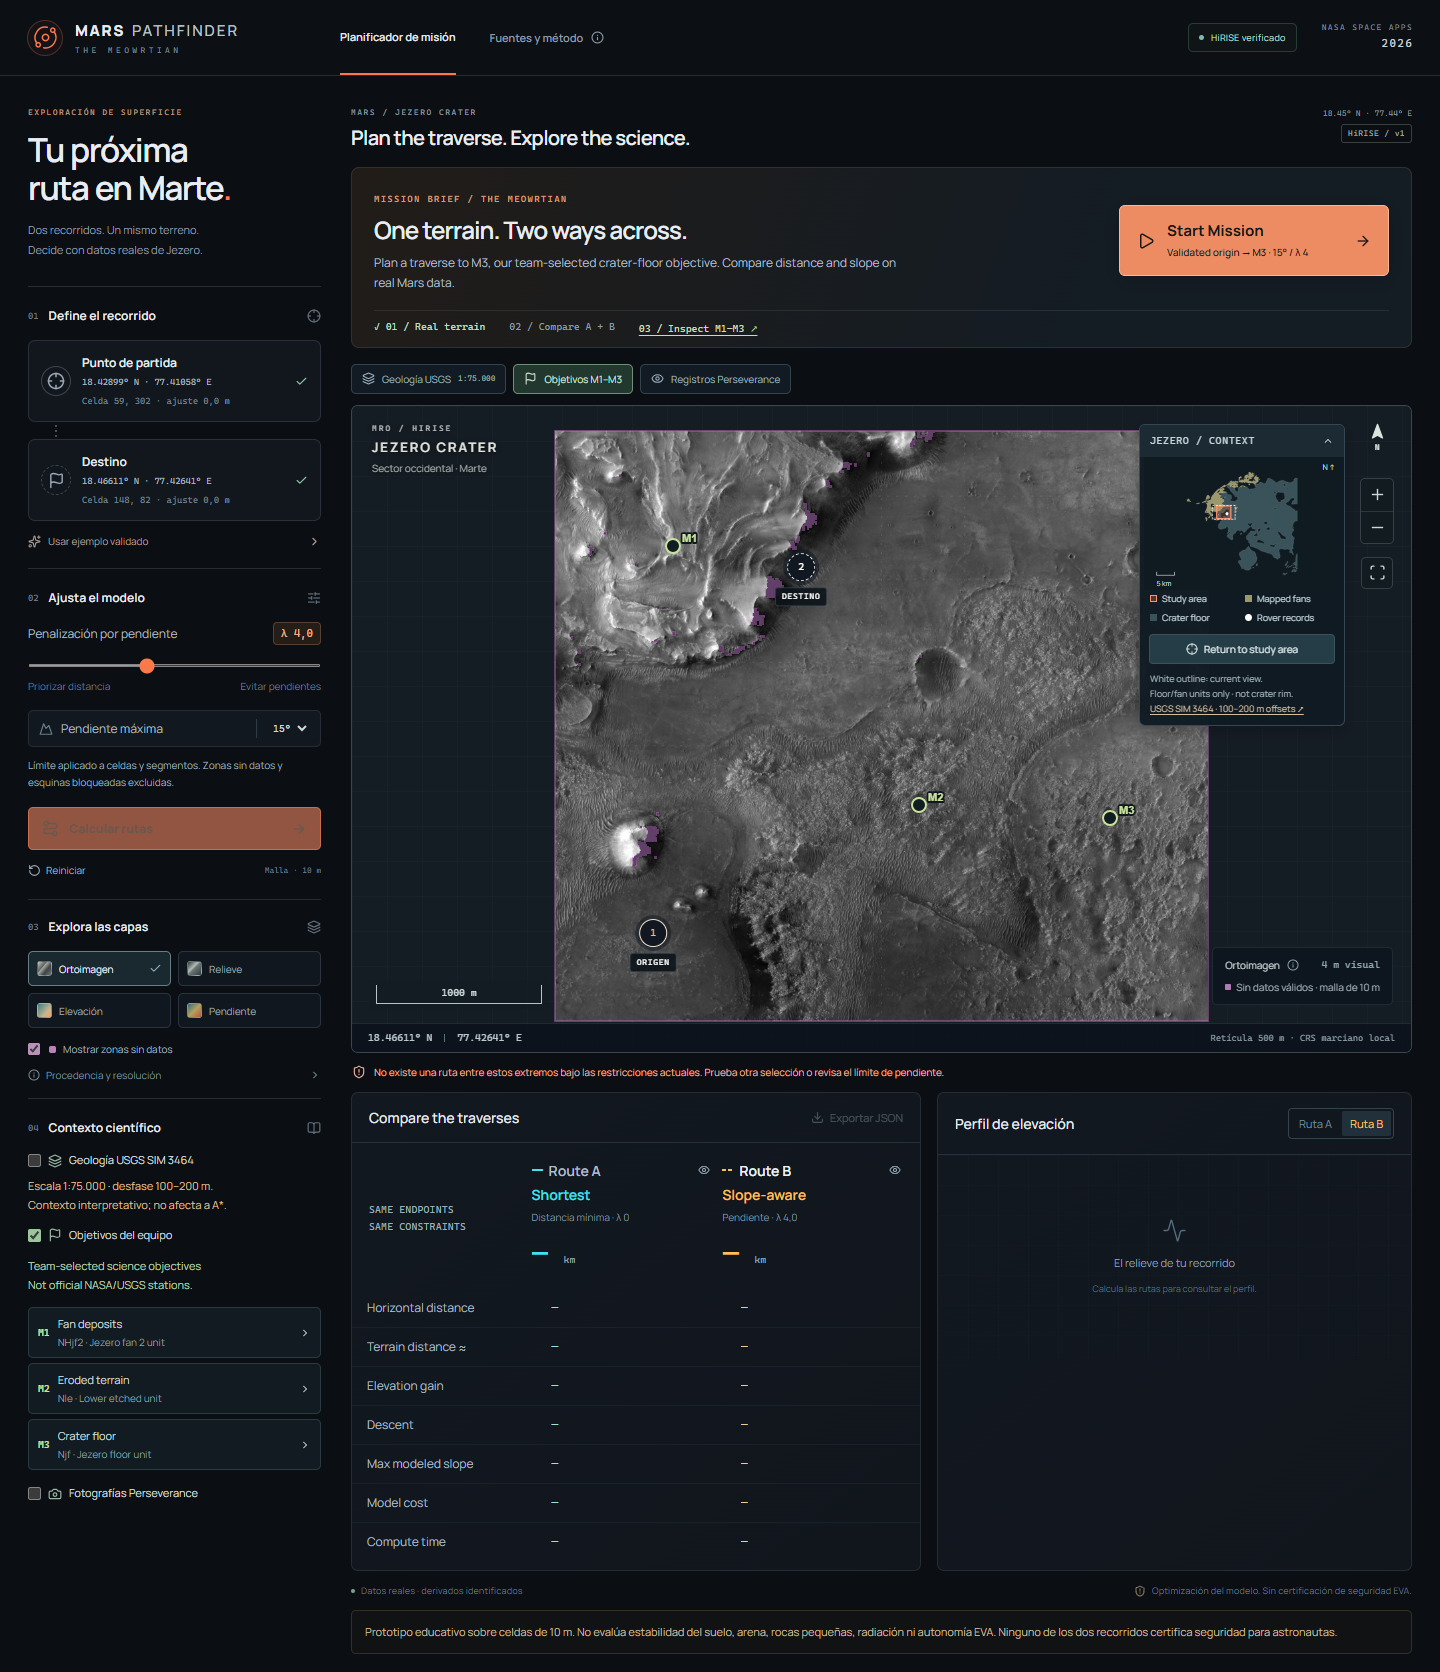 MARS PATHFINDER
THE MEOWRTIAN
Planificador de misión
Fuentes y método
HiRISE verificado
NASA SPACE APPS
2026
EXPLORACIÓN DE SUPERFICIE
Tu próxima
ruta en Marte.
Dos recorridos. Un mismo terreno.
Decide con datos reales de Jezero.
01 Define el recorrido
Punto de partida
18.42899° N · 77.41058° E
Celda 59, 302 · ajuste 0,0 m
Destino
18.46611° N · 77.42641° E
Celda 148, 82 · ajuste 0,0 m
Usar ejemplo validado
02 Ajusta el modelo
Penalización por pendiente
λ 4,0
Priorizar distancia
Evitar pendientes
Pendiente máxima
15°
Límite aplicado a celdas y segmentos. Zonas sin datos y
esquinas bloqueadas excluidas.
Calcular rutas
Reiniciar
Malla · 10 m
03 Explora las capas
Ortoimagen
Relieve
Elevación
Pendiente
Mostrar zonas sin datos
Procedencia y resolución
04 Contexto científico
Geología USGS SIM 3464
Escala 1:75.000 · desfase 100–200 m.
Contexto interpretativo; no afecta a A*.
Objetivos del equipo
Team-selected science objectives
Not official NASA/USGS stations.
M1 Fan deposits
NHjf2 · Jezero fan 2 unit
M2 Eroded terrain
Nle · Lower etched unit
M3 Crater floor
Njf · Jezero floor unit
Fotografías Perseverance
MARS / JEZERO CRATER
Plan the traverse. Explore the science.
18.45° N · 77.44° E
HiRISE / v1
MISSION BRIEF / THE MEOWRTIAN
One terrain. Two ways across.
Plan a traverse to M3, our team-selected crater-floor objective. Compare distance and slope on
real Mars data.
Start Mission
Validated origin → M3 · 15° / λ 4
✓ 01 / Real terrain
02 / Compare A + B
03 / Inspect M1–M3 ↗
Geología USGS 1:75.000
Objetivos M1–M3
Registros Perseverance
MRO / HIRISE
JEZERO CRATER
Sector occidental · Marte
M1
2
DESTINO
M2
M3
1
ORIGEN
1000 m
JEZERO / CONTEXT
N ↑
5 km
Study area
Mapped fans
Crater floor
Rover records
Return to study area
White outline: current view.
Floor/fan units only · not crater rim.
USGS SIM 3464 · 100–200 m offsets ↗
N
+
−
Ortoimagen
4 m visual
Sin datos válidos · malla de 10 m
18.46611° N | 77.42641° E
Retícula 500 m · CRS marciano local
No existe una ruta entre estos extremos bajo las restricciones actuales. Prueba otra selección o revisa el límite de pendiente.
Compare the traverses
Exportar JSON
SAME ENDPOINTS
SAME CONSTRAINTS
Route A
Shortest
Distancia mínima · λ 0
— km
Route B
Slope-aware
Pendiente · λ 4,0
— km
Horizontal distance — —
Terrain distance ≈ — —
Elevation gain — —
Descent — —
Max modeled slope — —
Model cost — —
Compute time — —
Perfil de elevación
Ruta A
Ruta B
El relieve de tu recorrido
Calcula las rutas para consultar el perfil.
Datos reales · derivados identificados
Optimización del modelo. Sin certificación de seguridad EVA.
Prototipo educativo sobre celdas de 10 m. No evalúa estabilidad del suelo, arena, rocas pequeñas, radiación ni autonomía EVA. Ninguno de los dos recorridos certifica seguridad para astronautas.